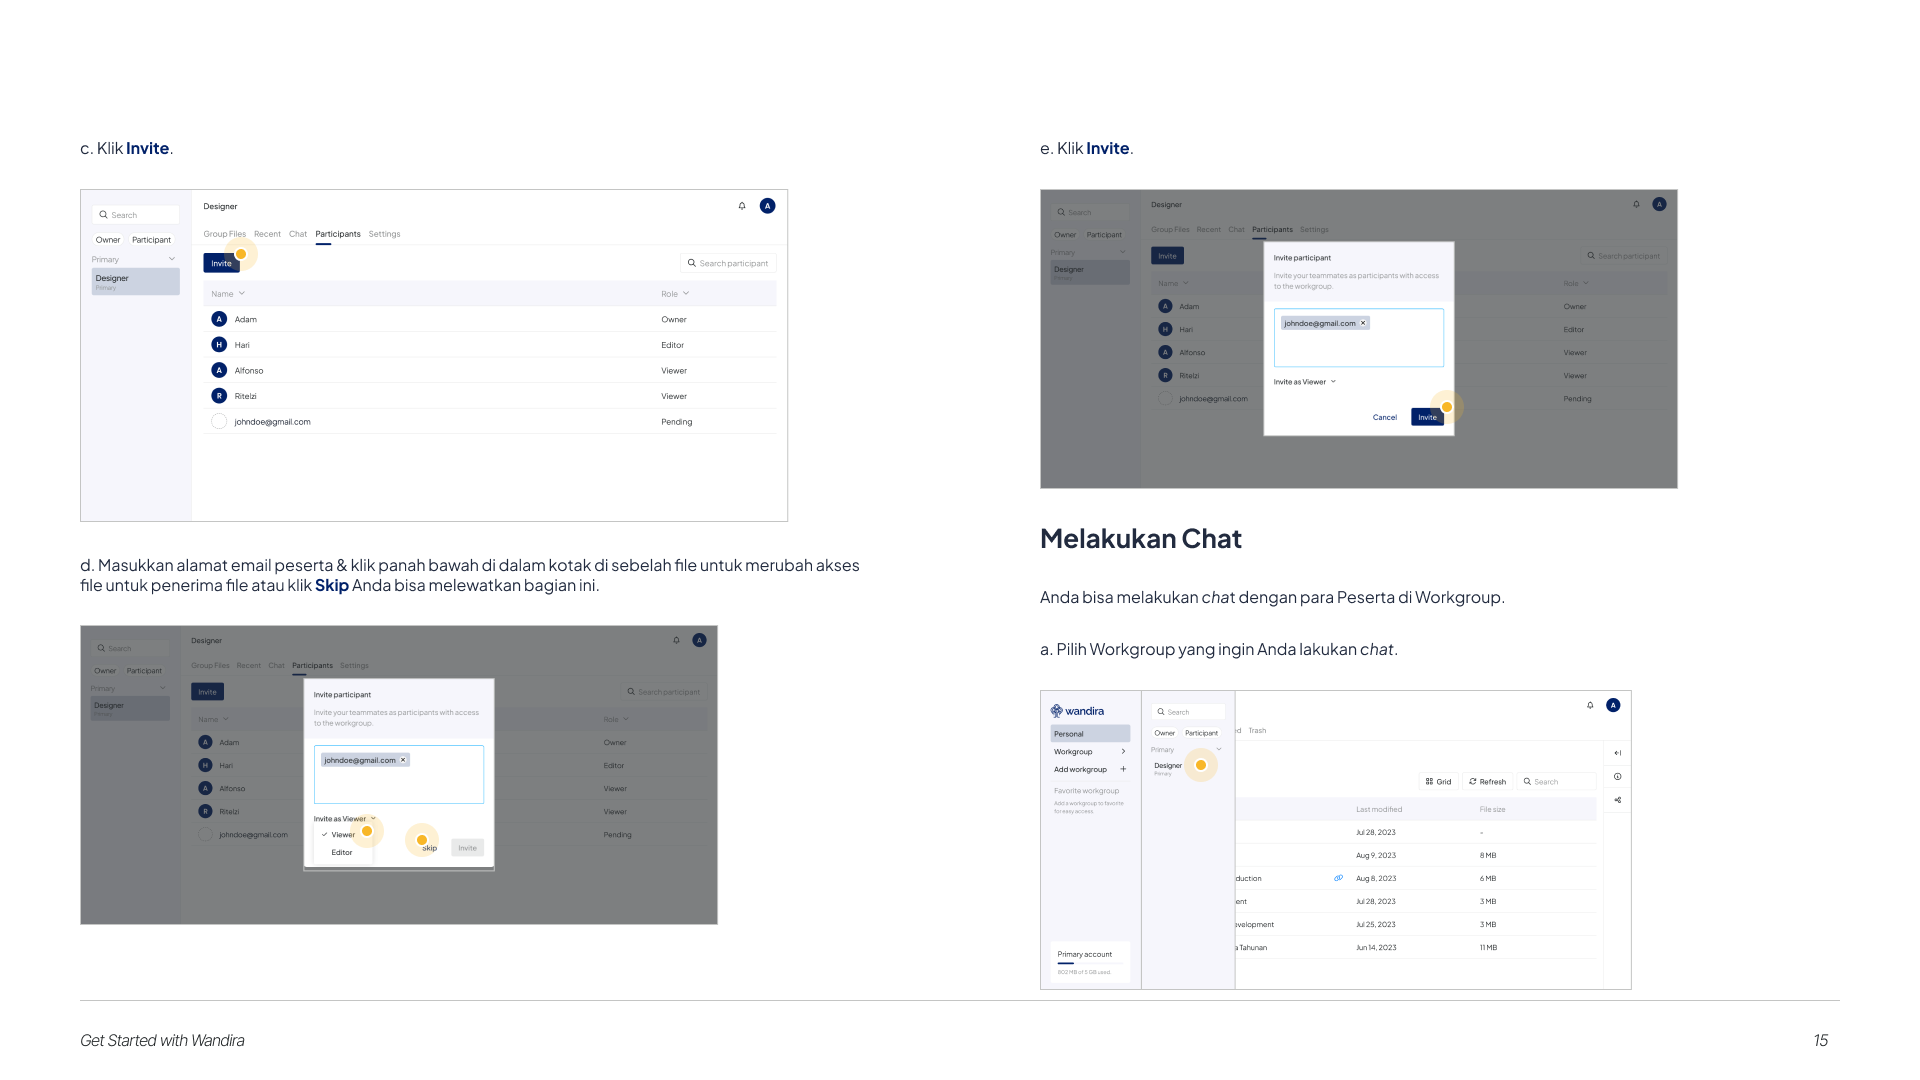 c. Klik Invite.
Designer
A
Search
Group Files Recent Chat Participants Settings
Owner Participant
Primary
Invite
Search participant
Designer
Primary
Name Role
A Adam Owner
H Hari Editor
A Alfonso Viewer
R Ritelzi Viewer
johndoe@gmail.com Pending
d. Masukkan alamat email peserta & klik panah bawah di dalam kotak di sebelah file untuk merubah akses
file untuk penerima file atau klik Skip Anda bisa melewatkan bagian ini.
Designer
A
Search
Group Files Recent Chat Participants Settings
Owner Participant
Primary
Invite
Search participant
Designer
Primary
Name Role
A Adam Owner
H Hari Editor
A Alfonso Viewer
R Ritelzi Viewer
johndoe@gmail.com Pending
Invite participant
Invite your teammates as participants with access
to the workgroup.
johndoe@gmail.com
Invite as Viewer
Viewer
Editor
Skip Invite
e. Klik Invite.
Designer
A
Search
Group Files Recent Chat Participants Settings
Owner Participant
Primary
Invite
Search participant
Designer
Primary
Name Role
A Adam Owner
H Hari Editor
A Alfonso Viewer
R Ritelzi Viewer
johndoe@gmail.com Pending
Invite participant
Invite your teammates as participants with access
to the workgroup.
johndoe@gmail.com
Invite as Viewer
Cancel Invite
Melakukan Chat
Anda bisa melakukan chat dengan para Peserta di Workgroup.
a. Pilih Workgroup yang ingin Anda lakukan chat.
wandira
Personal
Workgroup
Add workgroup
Favorite workgroup
Add a workgroup to favorite
for easy access.
Primary account
802 MB of 5 GB used.
Search
Owner Participant
Primary
Designer
Primary
A
ed Trash
Grid Refresh Search
Last modified File size
Jul 28, 2023 -
Aug 9, 2023 8 MB
duction Aug 8, 2023 6 MB
ent Jul 28, 2023 3 MB
evelopment Jul 25, 2023 3 MB
a Tahunan Jun 14, 2023 11 MB
Get Started with Wandira
15